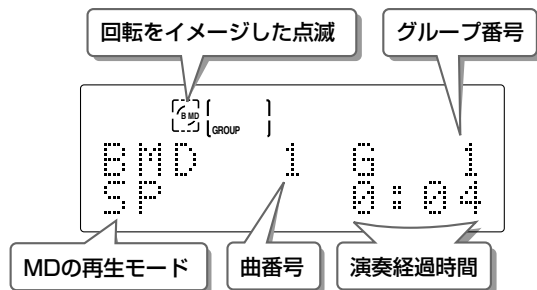 回転をイメージした点滅
グループ番号
B MD
GROUP
BMD 1 G 1
SP 0:04
MDの再生モード
曲番号
演奏経過時間